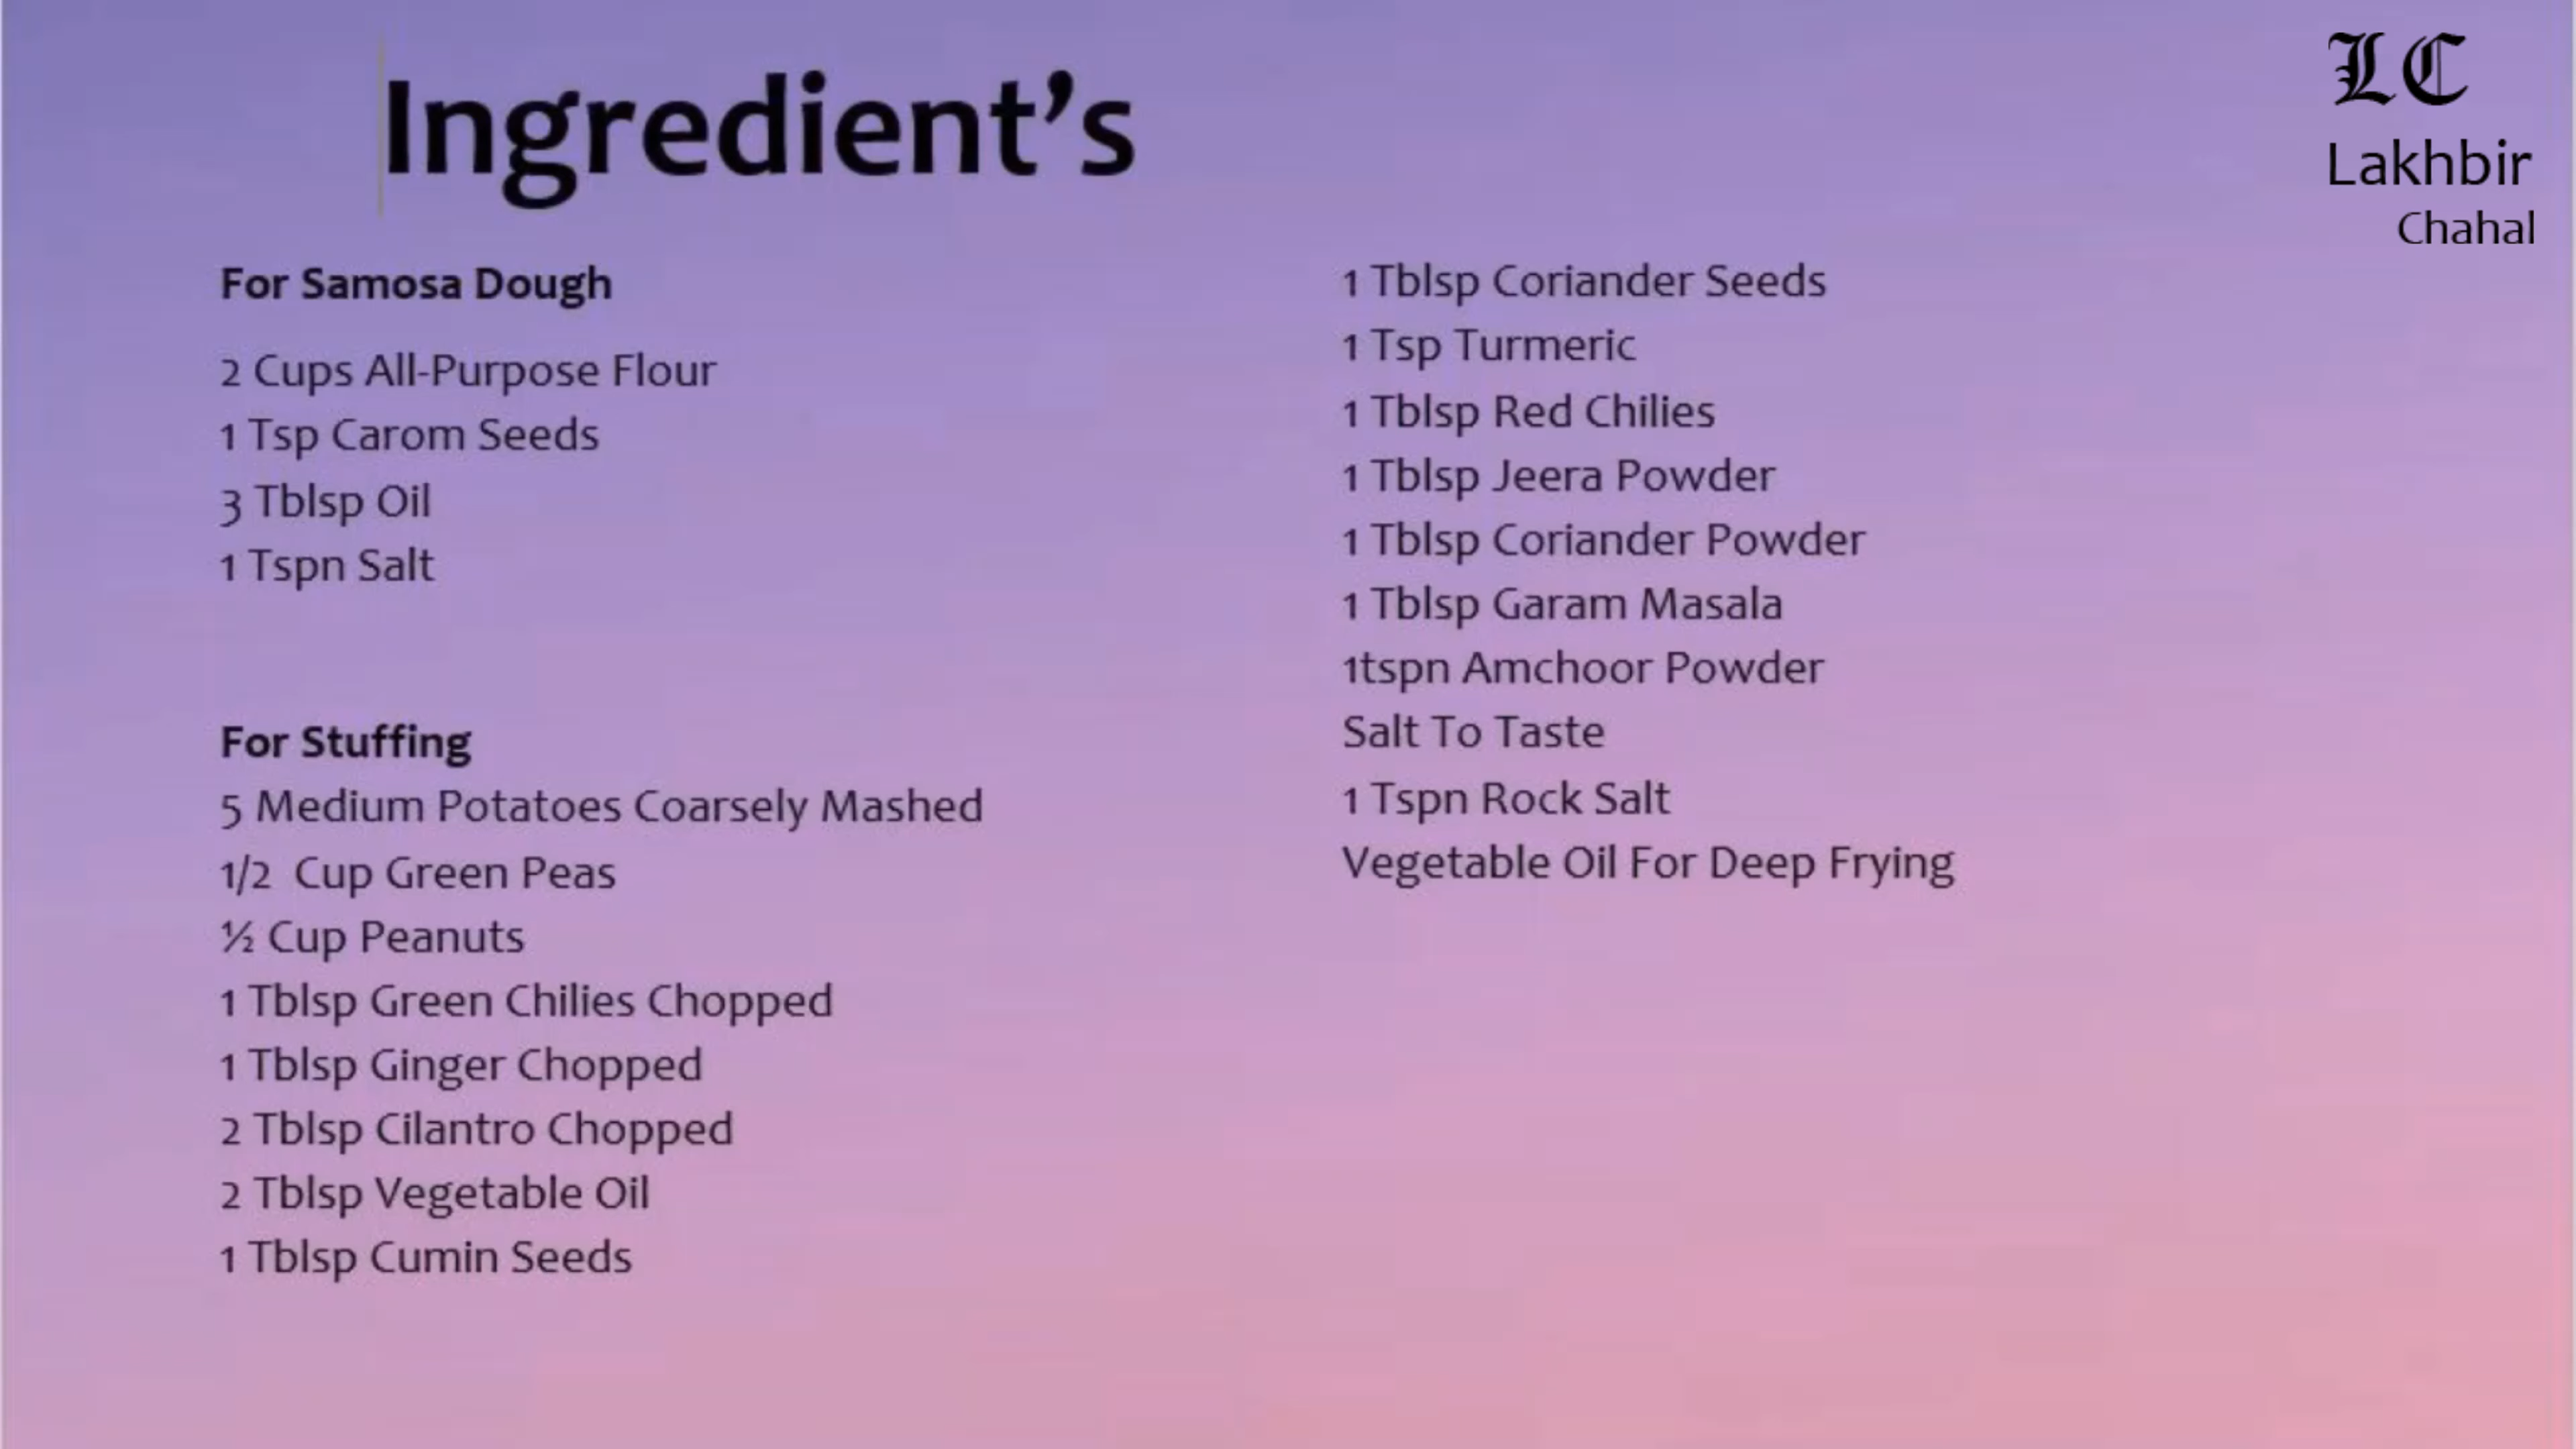 Ingredient’s
LC
Lakhbir
Chahal
For Samosa Dough
2 Cups All-Purpose Flour
1 Tsp Carom Seeds
3 Tblsp Oil
1 Tspn Salt
For Stuffing
5 Medium Potatoes Coarsely Mashed
1/2 Cup Green Peas
½ Cup Peanuts
1 Tblsp Green Chilies Chopped
1 Tblsp Ginger Chopped
2 Tblsp Cilantro Chopped
2 Tblsp Vegetable Oil
1 Tblsp Cumin Seeds
1 Tblsp Coriander Seeds
1 Tsp Turmeric
1 Tblsp Red Chilies
1 Tblsp Jeera Powder
1 Tblsp Coriander Powder
1 Tblsp Garam Masala
1tspn Amchoor Powder
Salt To Taste
1 Tspn Rock Salt
Vegetable Oil For Deep Frying